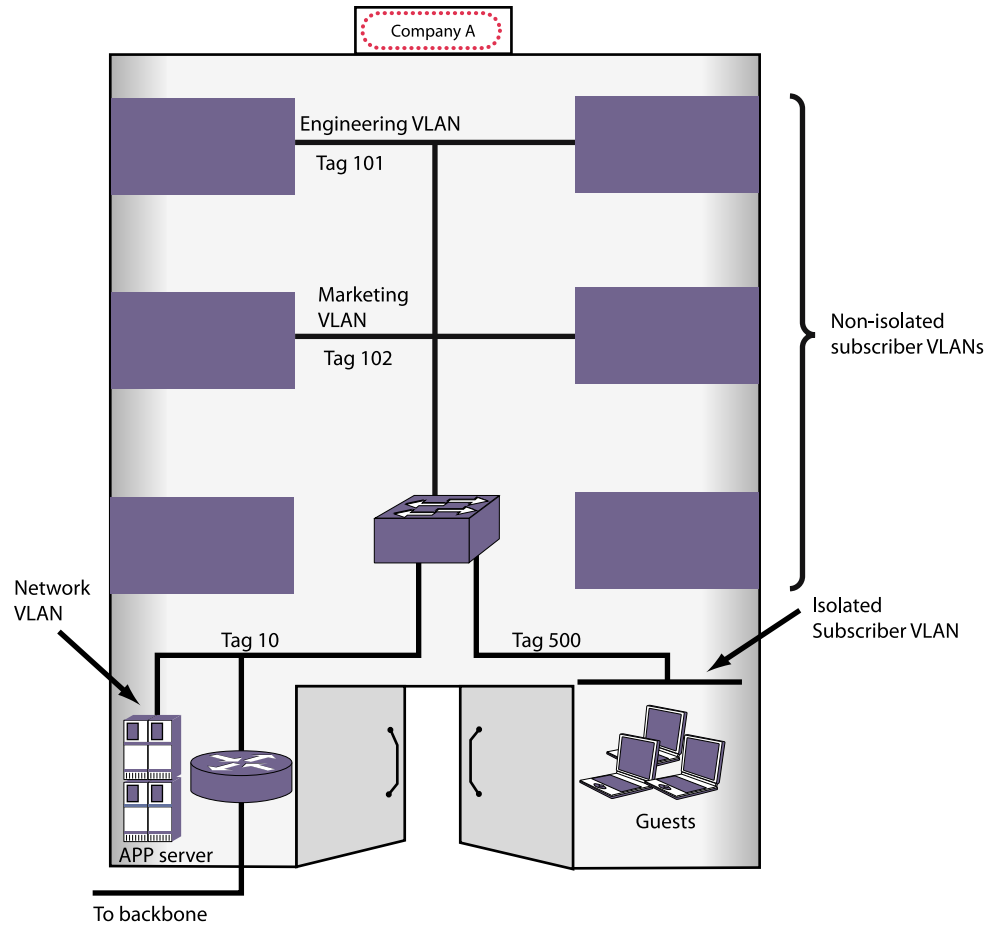 Company A
Engineering VLAN
Tag 101
Marketing
VLAN
Tag 102
Non-isolated
subscriber VLANs
Network
VLAN
Tag 10
Tag 500
Isolated
Subscriber VLAN
APP server
Guests
To backbone